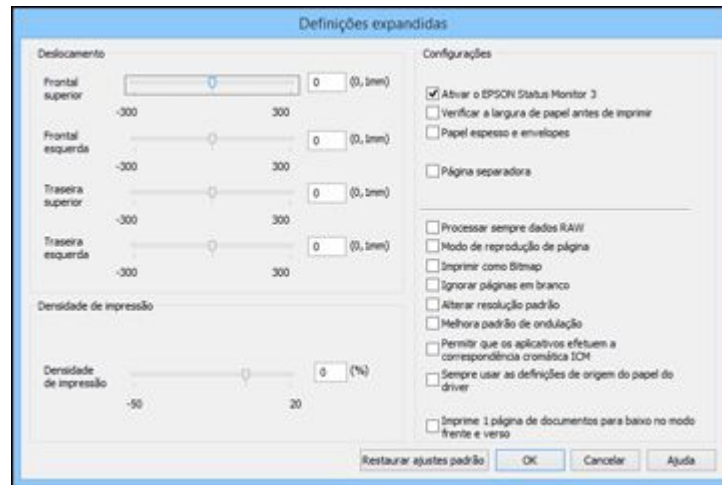 Definições expandidas
Deslocamento
Frontal
superior
0 (0,1mm)
-300 300
Frontal
esquerda
0 (0,1mm)
-300 300
Traseira
superior
0 (0,1mm)
-300 300
Traseira
esquerda
0 (0,1mm)
-300 300
Densidade de impressão
Densidade
de impressão
0 (%)
-50 20
Configurações
Ativar o EPSON Status Monitor 3
Verificar a largura de papel antes de imprimir
Papel espesso e envelopes
Página separadora
Processar sempre dados RAW
Modo de reprodução de página
Imprimir como Bitmap
Ignorar páginas em branco
Alterar resolução padrão
Melhora padrão de ondulação
Permitir que os aplicativos efetuem a
correspondência cromática ICM
Sempre usar as definições de origem do papel do
driver
Imprime 1 página de documentos para baixo no modo
frente e verso
Restaurar ajustes padrão OK Cancelar Ajuda